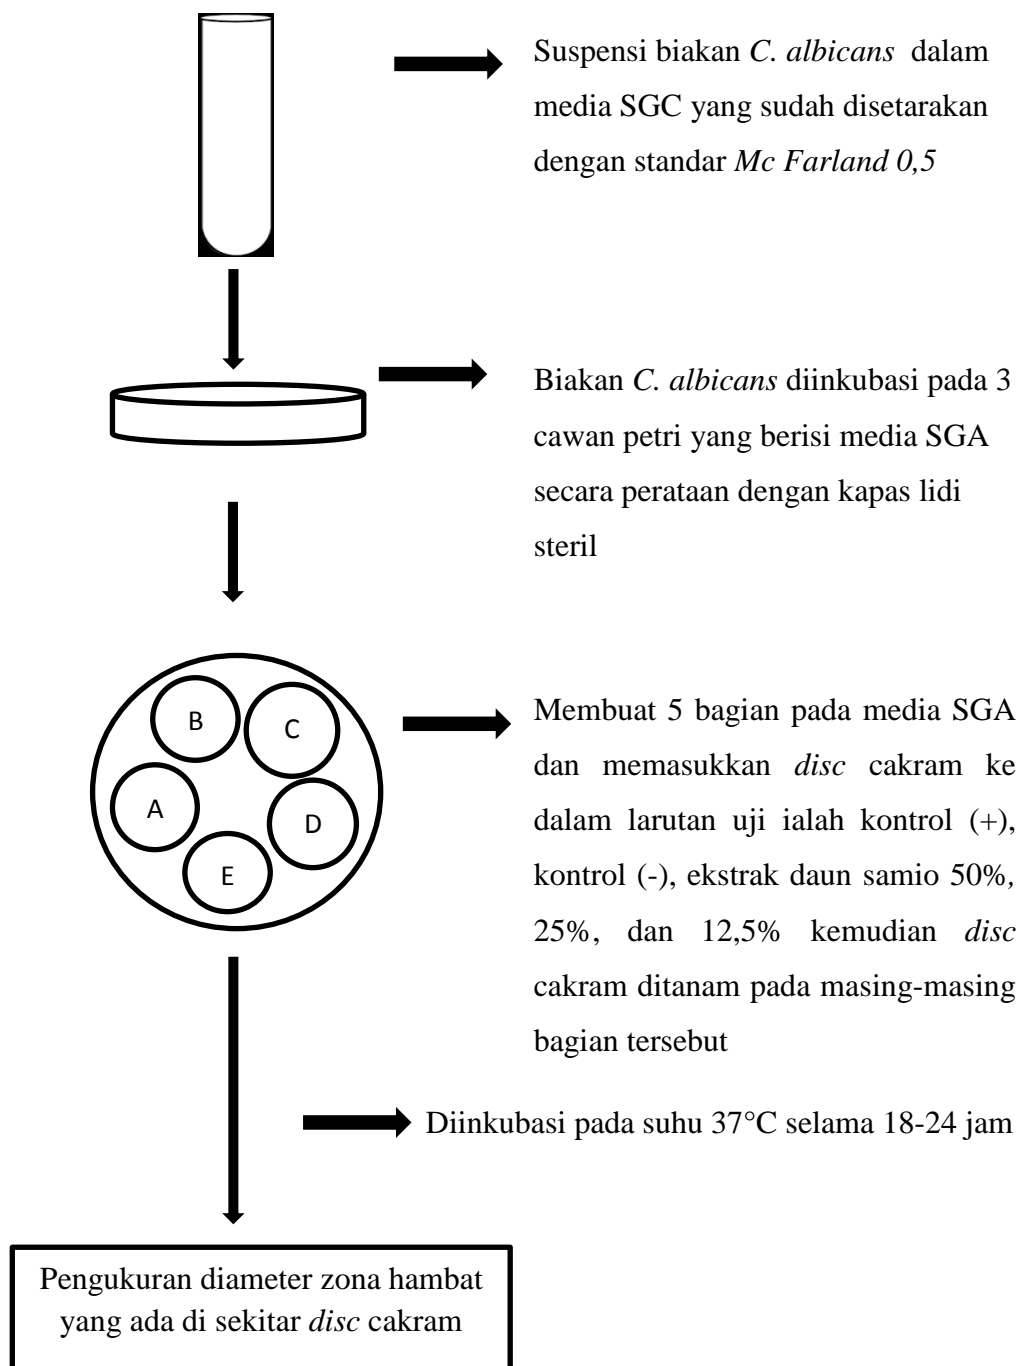 Suspensi biakan C. albicans dalam
media SGC yang sudah disetarakan
dengan standar Mc Farland 0,5
Biakan C. albicans diinkubasi pada 3
cawan petri yang berisi media SGA
secara perataan dengan kapas lidi
steril
B
C
A
D
E
Membuat 5 bagian pada media SGA
dan memasukkan disc cakram ke
dalam larutan uji ialah kontrol (+),
kontrol (-), ekstrak daun samio 50%,
25%, dan 12,5% kemudian disc
cakram ditanam pada masing-masing
bagian tersebut
Diinkubasi pada suhu 37°C selama 18-24 jam
Pengukuran diameter zona hambat
yang ada di sekitar disc cakram